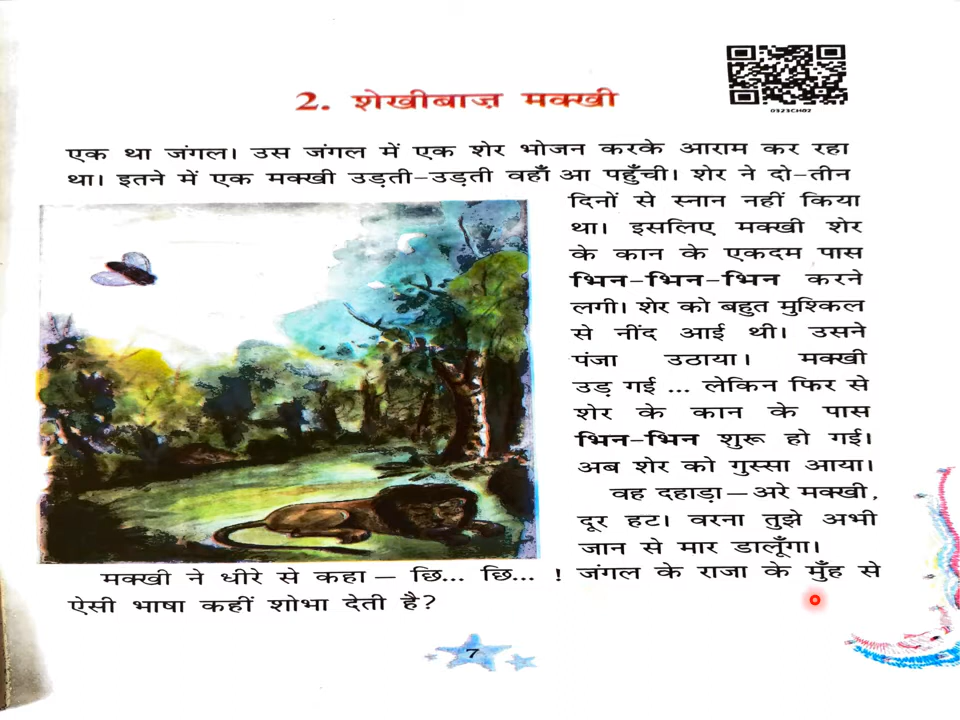 0323CH02
2. शेखीबाज़ मक्खी
एक था जंगल। उस जंगल में एक शेर भोजन करके आराम कर रहा
था। इतने में एक मक्खी उड़ती-उड़ती वहाँ आ पहुँची। शेर ने दो-तीन
दिनों से स्नान नहीं किया
था। इसलिए मक्खी शेर
के कान के एकदम पास
भिन-भिन-भिन करने
लगी। शेर को बहुत मुश्किल
से नींद आई थी। उसने
पंजा उठाया। मक्खी
उड़ गई ... लेकिन फिर से
शेर के कान के पास
भिन-भिन शुरू हो गई।
अब शेर को गुस्सा आया।
वह दहाड़ा – अरे मक्खी,
दूर हट। वरना तुझे अभी
जान से मार डालूँगा।
मक्खी ने धीरे से कहा – छि... छि... ! जंगल के राजा के मुँह से
ऐसी भाषा कहीं शोभा देती है?
7